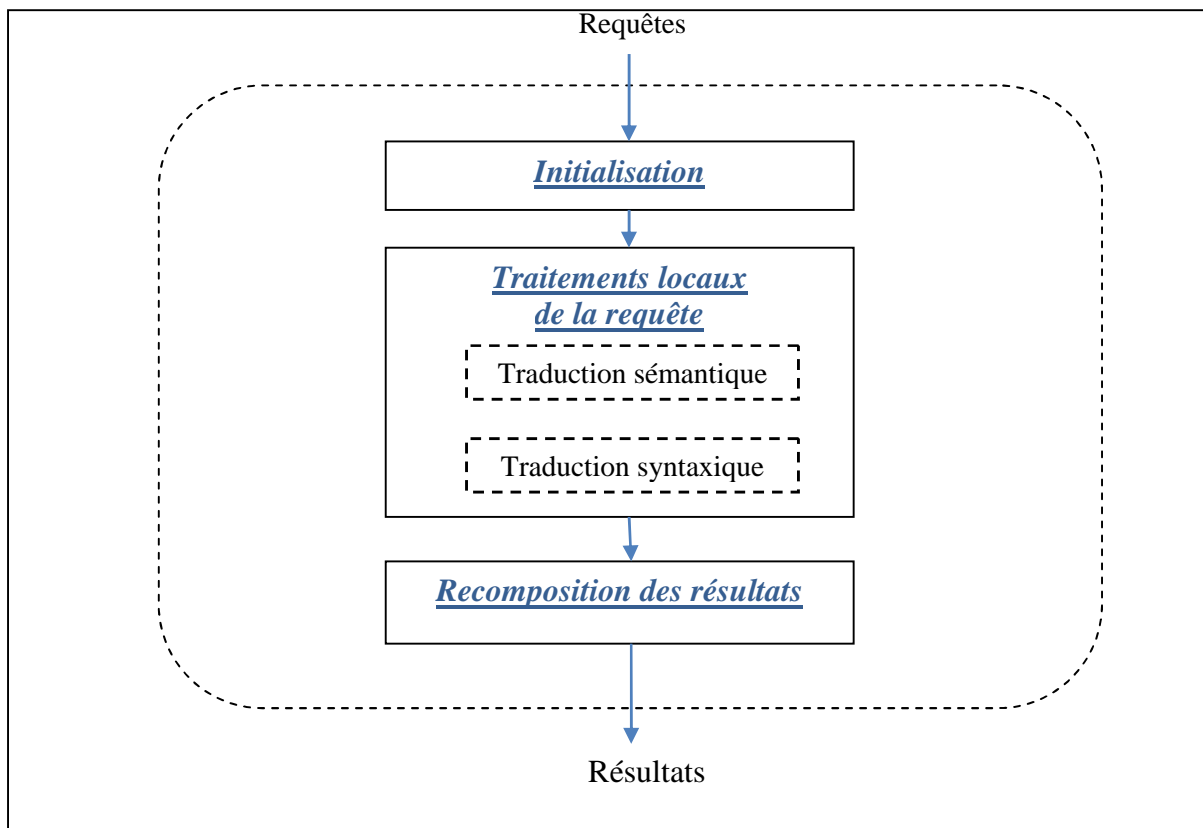 Requêtes
Initialisation
Traitements locaux
de la requête
Traduction sémantique
Traduction syntaxique
Recomposition des résultats
Résultats